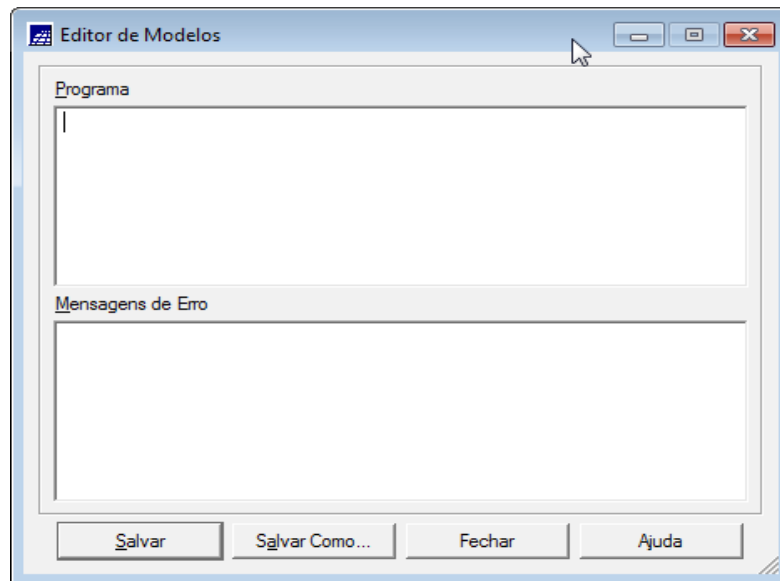 Editor de Modelos
Programa
Mensagens de Erro
Salvar
Salvar Como...
Fechar
Ajuda